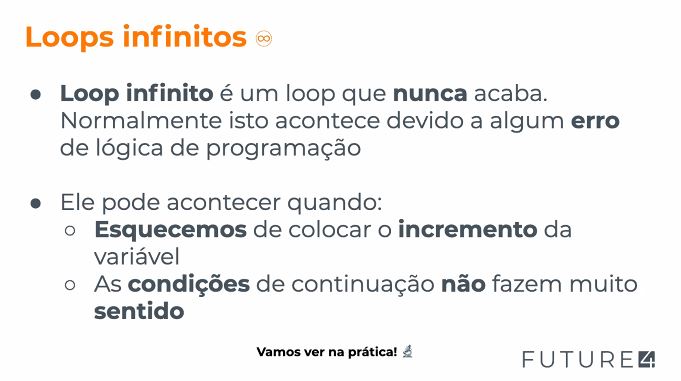 Loops infinitos ♾
● Loop infinito é um loop que nunca acaba.
Normalmente isto acontece devido a algum erro
de lógica de programação
● Ele pode acontecer quando:
○ Esquecemos de colocar o incremento da
variável
○ As condições de continuação não fazem muito
sentido
Vamos ver na prática! 🔬
FUTURE4